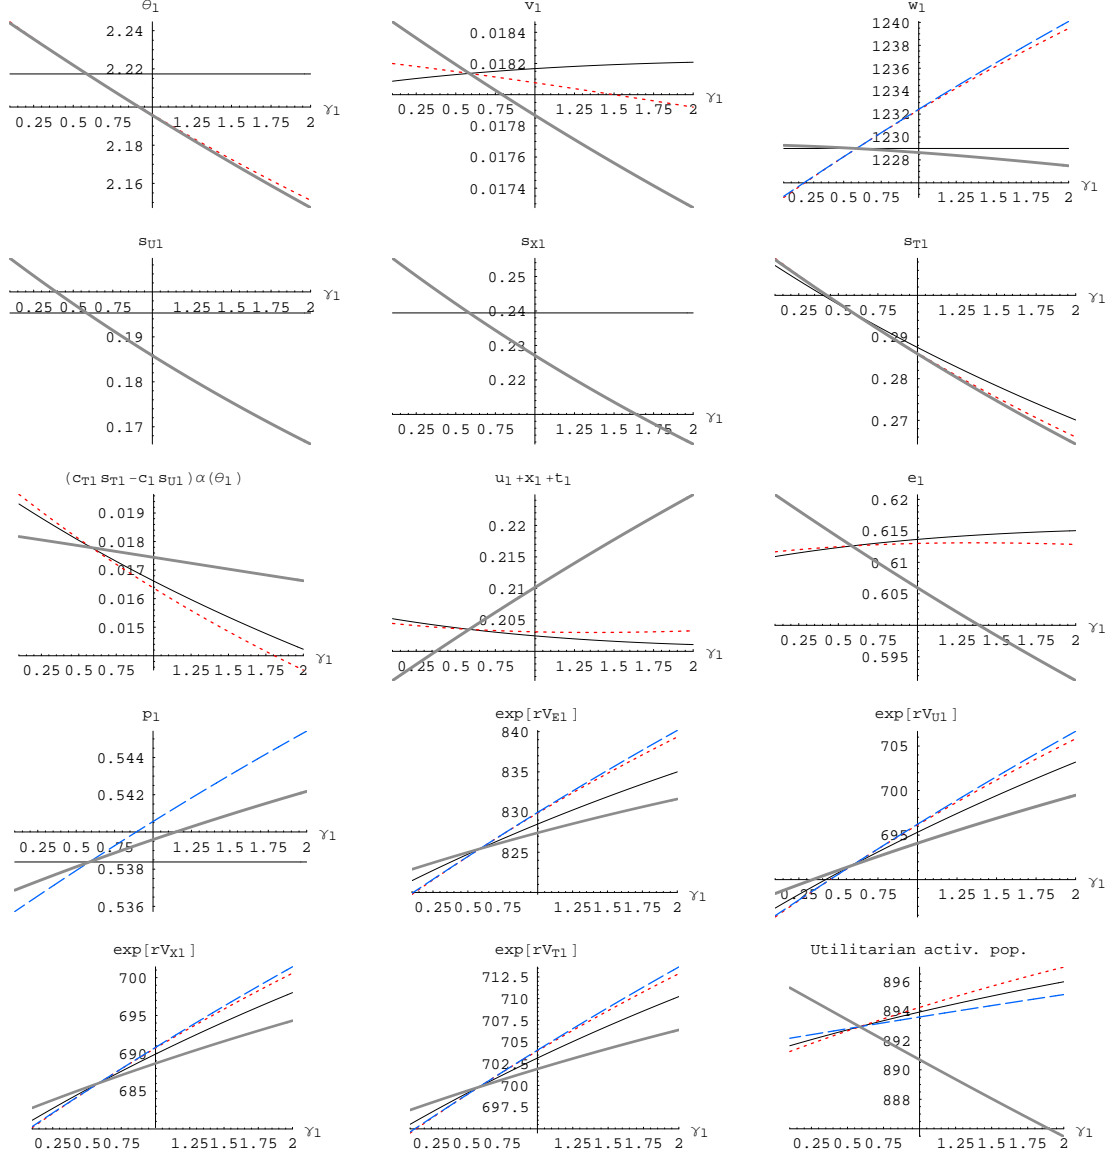 θ1 v1 w1
2.24 0.0184 1240
1238
2.22 0.0182 1236
1234
γ1 γ1 1232
0.25 0.5 0.75 1.25 1.5 1.75 2 0.25 0.5 0.75 1.25 1.5 1.75 2
2.18 0.0178 1230
0.0176 1228
2.16 0.0174 γ1
0.25 0.5 0.75 1.25 1.75 2
sU1 sX1 sT1
0.25
γ1 0.24 γ1
0.25 0.5 0.75 1.25 1.5 1.75 2 0.25 0.5 0.75 1.25 1.5 1.75 2
0.19 0.23 0.29
0.18 0.22 0.28
γ1
0.17 0.25 0.5 0.75 1.25 1.5 1.75 2 0.27
(cT1 sT1 - c1 sU1) α(θ1) u1+x1+t1 e1
0.019 0.22 0.62
0.018 0.215 0.615
0.017 0.21 0.61
0.016 0.205 0.605
0.015 γ1
γ1 γ1 0.25 0.5 0.75 1.25 1.5 1.75 2
0.25 0.5 0.75 1.25 1.5 1.75 2 0.25 0.5 0.75 1.25 1.5 1.75 2 0.595
p1 exp[rVE1] exp[rVU1]
0.544 840 705
0.542 835 700
γ1 830 695
0.25 0.5 0.75 1.25 1.5 1.75 2
0.538 825 γ1
0.536 γ1 0.25 0.5 0.75 1.25 1.5 1.75 2
0.25 0.5 0.75 1.25 1.5 1.75 2
exp[rVX1] exp[rVT1] Utilitarian activ. pop.
700 712.5 896
695 710 894
707.5
690 705 892
702.5 890
685 700 888
697.5
γ1 γ1 γ1
0.25 0.5 0.75 1.25 1.5 1.75 2 0.25 0.5 0.75 1.25 1.5 1.75 2 0.25 0.5 0.75 1.25 1.5 1.75 2